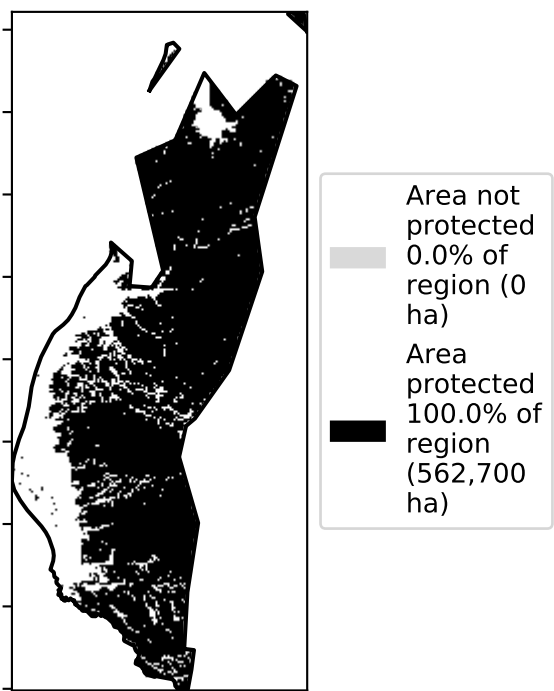 Area not
protected
0.0% of
region (0
ha)
Area
protected
100.0% of
region
(562,700
ha)